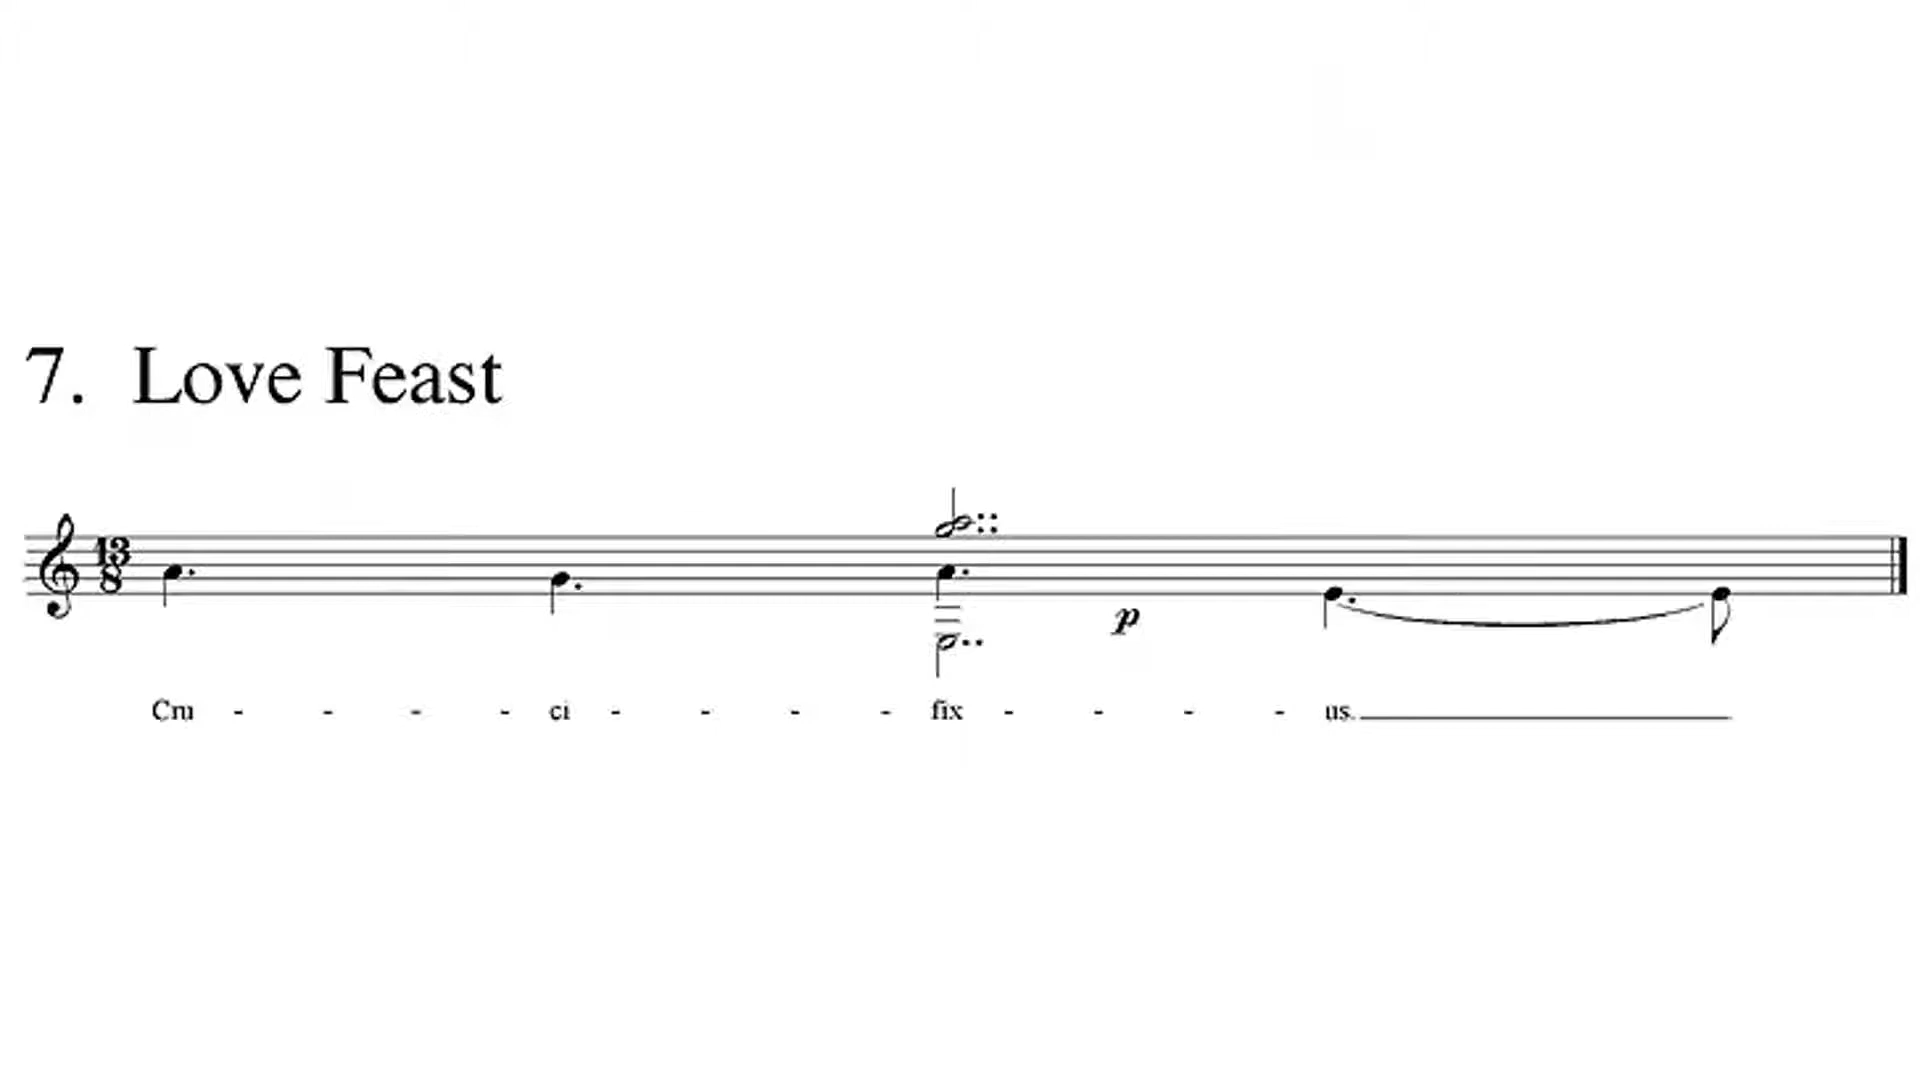 7. Love Feast
13
8
p
Cru - - - - ci - - - - fix - - - - us.